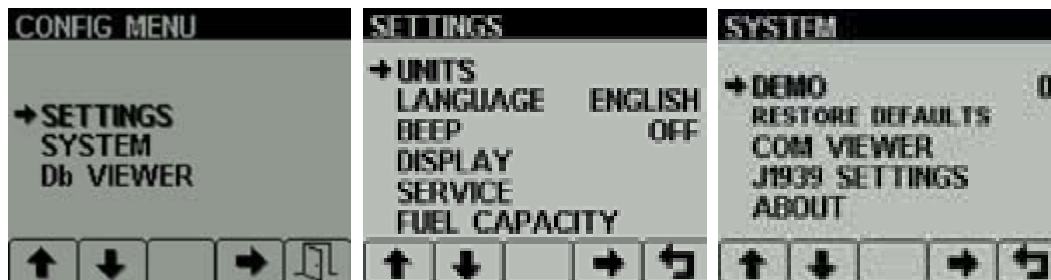 CONFIG MENU
SETTINGS
SYSTEM
Db VIEWER
SETTINGS
UNITS
LANGUAGE ENGLISH
BEEP OFF
DISPLAY
SERVICE
FUEL CAPACITY
SYSTEM
DEMO
RESTORE DEFAULTS
COM VIEWER
J1939 SETTINGS
ABOUT